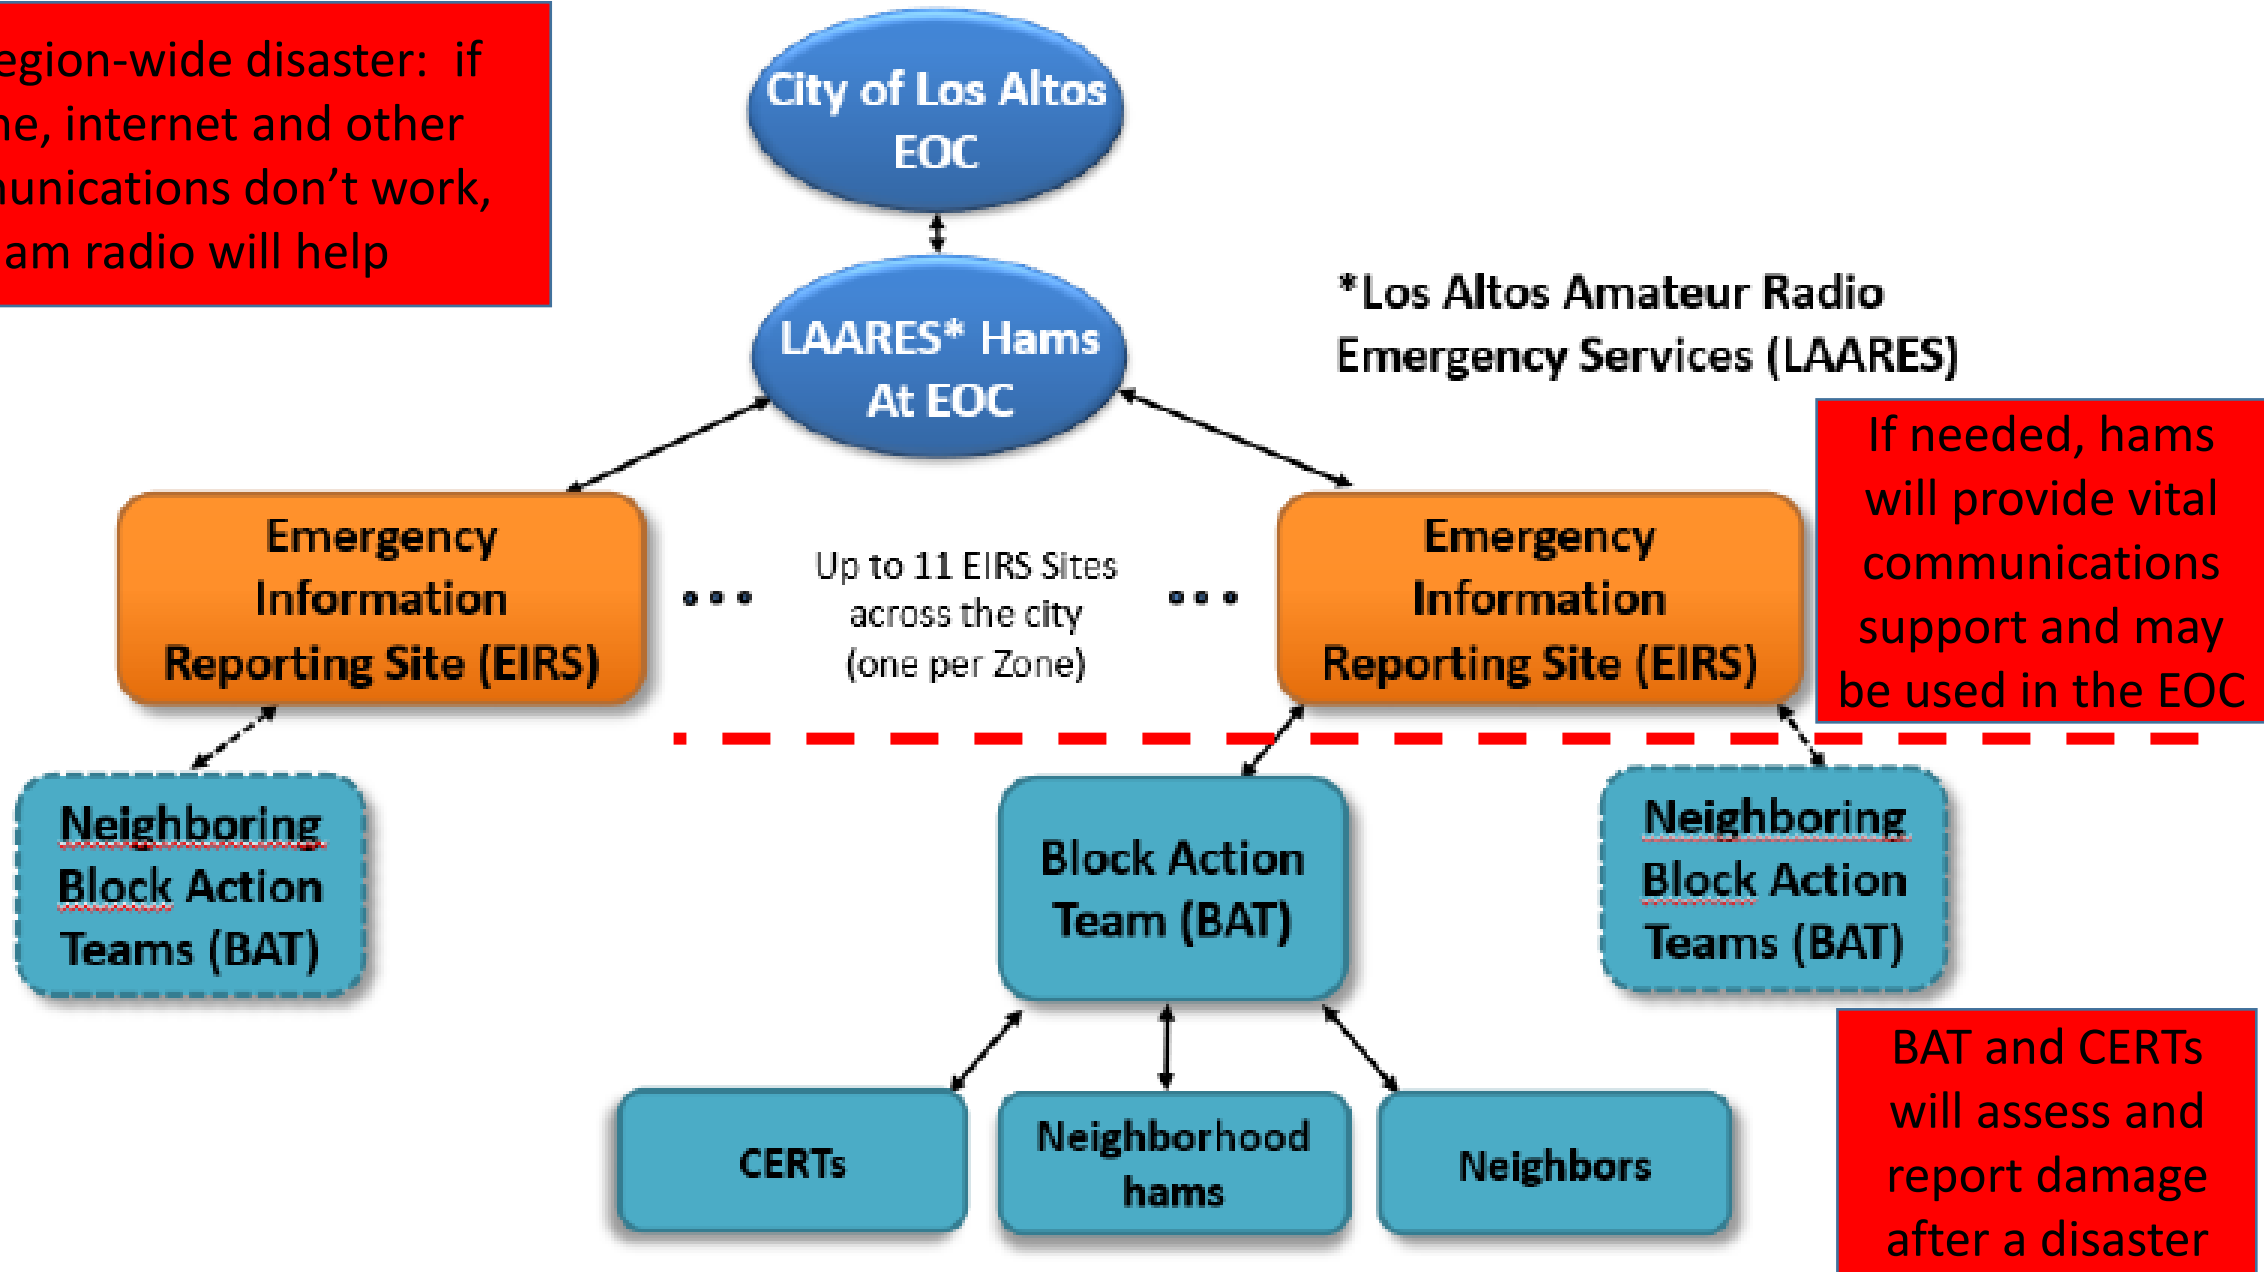 egion-wide disaster: if
ne, internet and other
unications don't work,
am radio will help
City of Los Altos
EOC
LAARES* Hams
At EOC
*Los Altos Amateur Radio
Emergency Services (LAARES)
If needed, hams
will provide vital
communications
support and may
be used in the EOC
Emergency
Information
Reporting Site (EIRS)
••• Up to 11 EIRS Sites •••
across the city
(one per Zone)
Emergency
Information
Reporting Site (EIRS)
Neighboring
Block Action
Teams (BAT)
Block Action
Team (BAT)
Neighboring
Block Action
Teams (BAT)
CERTs
Neighborhood
hams
Neighbors
BAT and CERTs
will assess and
report damage
after a disaster